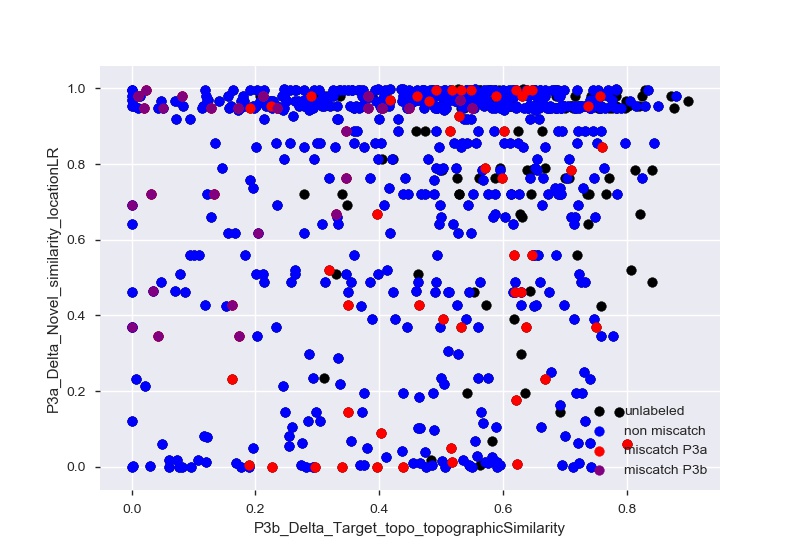 1.0
0.8
0.6
0.4
0.2
0.0
P3a_Delta_Novel_similarity_locationLR
unlabeled
non miscatch
miscatch P3a
miscatch P3b
0.0 0.2 0.4 0.6 0.8
P3b_Delta_Target_topo_topographicSimilarity